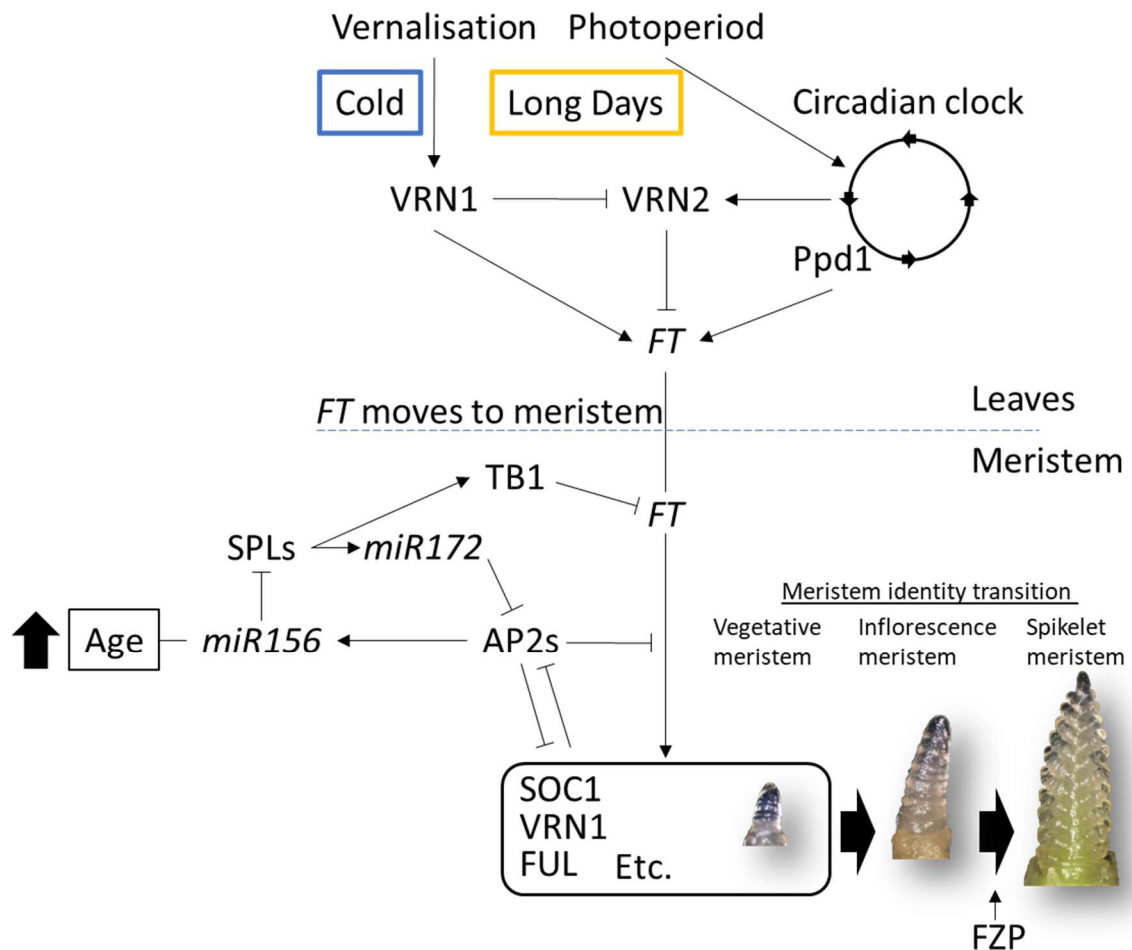 Vernalisation Photoperiod
Cold
Long Days
Circadian clock
VRN1
VRN2
Ppd1
FT
FT moves to meristem
Leaves
Meristem
TB1
FT
SPLs
miR172
Age
miR156
AP2s
Meristem identity transition
Vegetative
meristem
Inflorescence
meristem
Spikelet
meristem
SOC1
VRN1
FUL Etc.
FZP